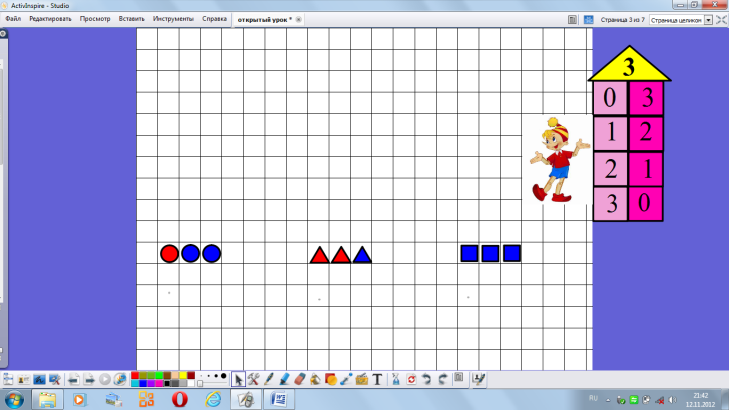 ActivInspire - Studio
Файл Редактировать Просмотр Вставить Инструменты Справка открытый урок * Страница 3 из 7 Страница целиком
3
0 3
1 2
2 1
3 0
T
RU 21:42
12.11.2012